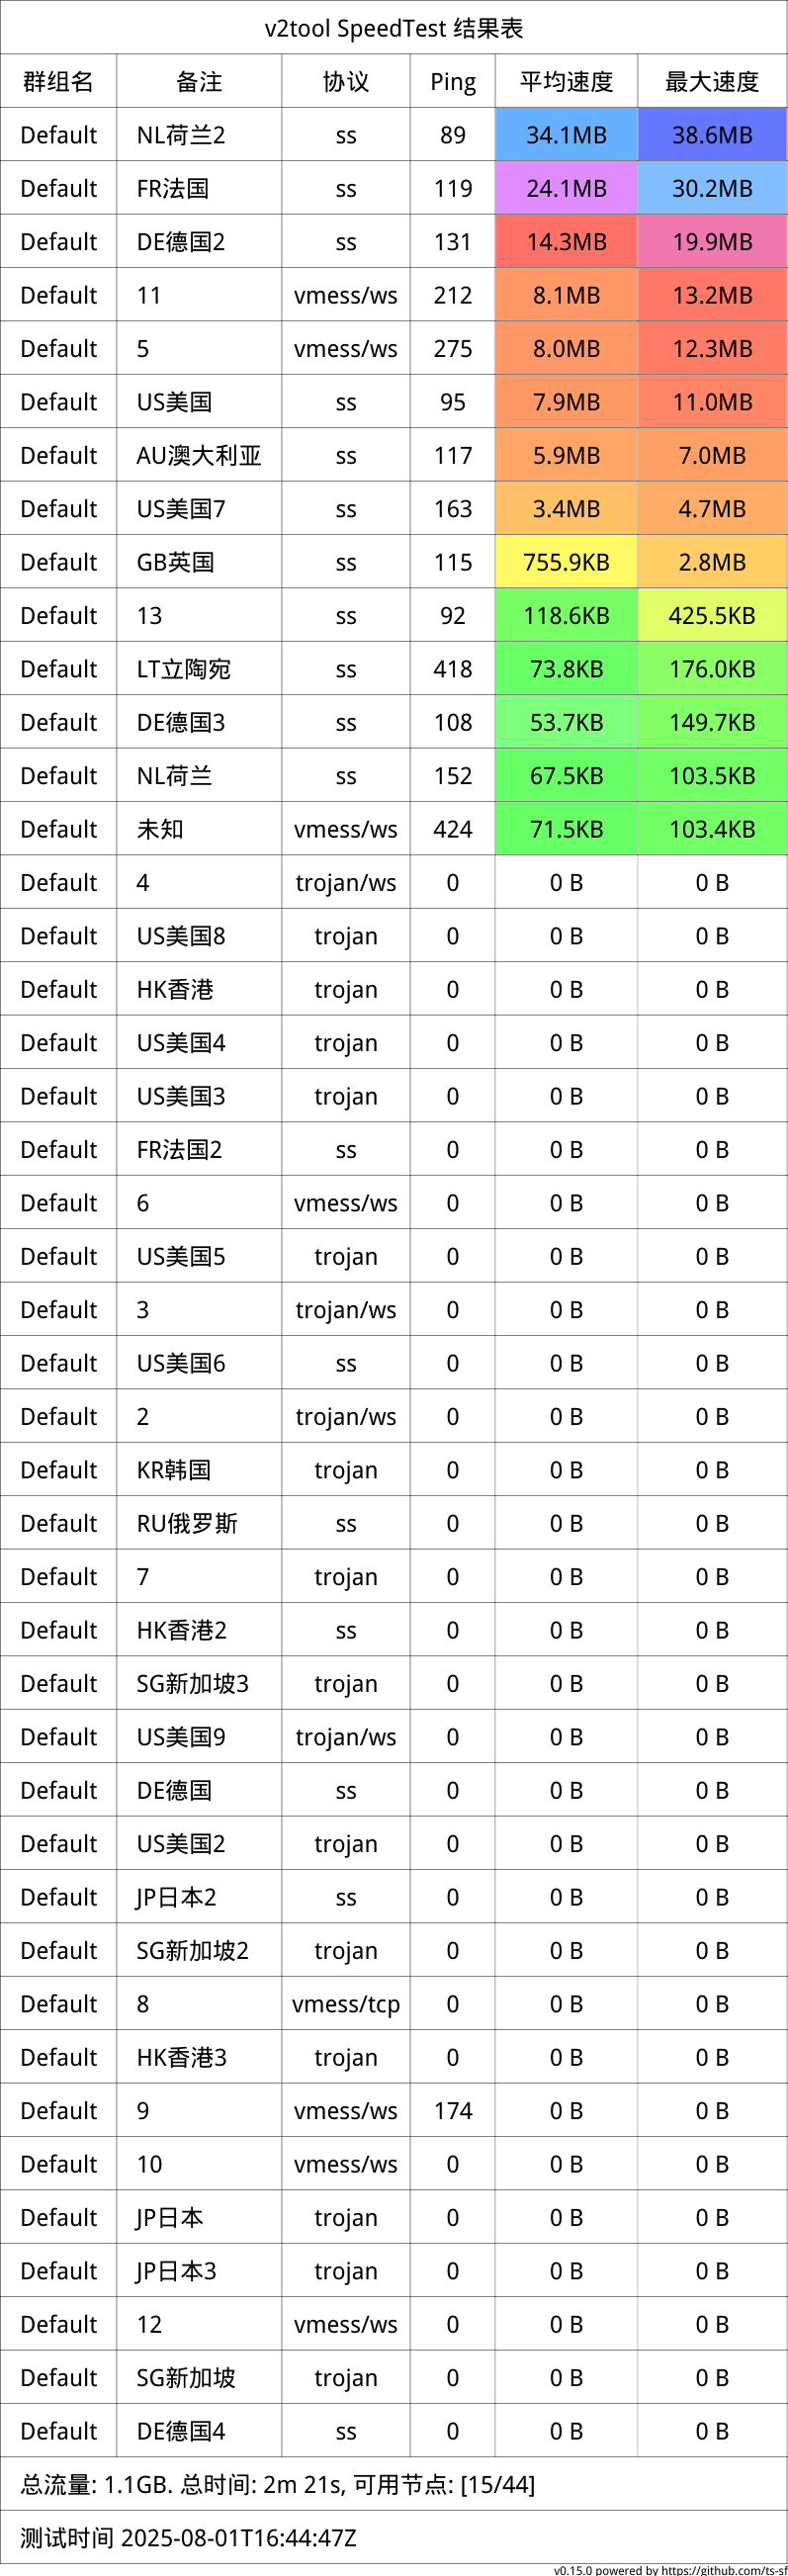 v2tool SpeedTest 结果表
群组名 备注 协议 Ping 平均速度 最大速度
Default NL荷兰2 ss 89 34.1MB 38.6MB
Default FR法国 ss 119 24.1MB 30.2MB
Default DE德国2 ss 131 14.3MB 19.9MB
Default 11 vmess/ws 212 8.1MB 13.2MB
Default 5 vmess/ws 275 8.0MB 12.3MB
Default US美国 ss 95 7.9MB 11.0MB
Default AU澳大利亚 ss 117 5.9MB 7.0MB
Default US美国7 ss 163 3.4MB 4.7MB
Default GB英国 ss 115 755.9KB 2.8MB
Default 13 ss 92 118.6KB 425.5KB
Default LT立陶宛 ss 418 73.8KB 176.0KB
Default DE德国3 ss 108 53.7KB 149.7KB
Default NL荷兰 ss 152 67.5KB 103.5KB
Default 未知 vmess/ws 424 71.5KB 103.4KB
Default 4 trojan/ws 0 0 B 0 B
Default US美国8 trojan 0 0 B 0 B
Default HK香港 trojan 0 0 B 0 B
Default US美国4 trojan 0 0 B 0 B
Default US美国3 trojan 0 0 B 0 B
Default FR法国2 ss 0 0 B 0 B
Default 6 vmess/ws 0 0 B 0 B
Default US美国5 trojan 0 0 B 0 B
Default 3 trojan/ws 0 0 B 0 B
Default US美国6 ss 0 0 B 0 B
Default 2 trojan/ws 0 0 B 0 B
Default KR韩国 trojan 0 0 B 0 B
Default RU俄罗斯 ss 0 0 B 0 B
Default 7 trojan 0 0 B 0 B
Default HK香港2 ss 0 0 B 0 B
Default SG新加坡3 trojan 0 0 B 0 B
Default US美国9 trojan/ws 0 0 B 0 B
Default DE德国 ss 0 0 B 0 B
Default US美国2 trojan 0 0 B 0 B
Default JP日本2 ss 0 0 B 0 B
Default SG新加坡2 trojan 0 0 B 0 B
Default 8 vmess/tcp 0 0 B 0 B
Default HK香港3 trojan 0 0 B 0 B
Default 9 vmess/ws 174 0 B 0 B
Default 10 vmess/ws 0 0 B 0 B
Default JP日本 trojan 0 0 B 0 B
Default JP日本3 trojan 0 0 B 0 B
Default 12 vmess/ws 0 0 B 0 B
Default SG新加坡 trojan 0 0 B 0 B
Default DE德国4 ss 0 0 B 0 B
总流量: 1.1GB. 总时间: 2m 21s, 可用节点: [15/44]
测试时间 2025-08-01T16:44:47Z
v0.15.0 powered by https://github.com/ts-sf